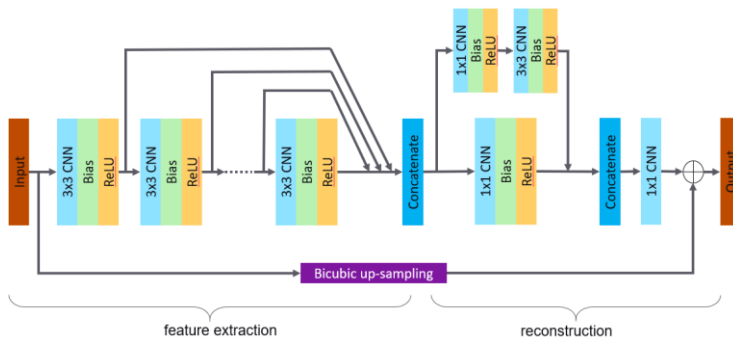 1x1 CNN
Bias
ReLU
3x3 CNN
Bias
ReLU
Input
3x3 CNN
Bias
ReLU
3x3 CNN
Bias
ReLU
3x3 CNN
Bias
ReLU
Concatenate
1x1 CNN
Bias
ReLU
Concatenate
1x1 CNN
Output
Bicubic up-sampling
feature extraction
reconstruction